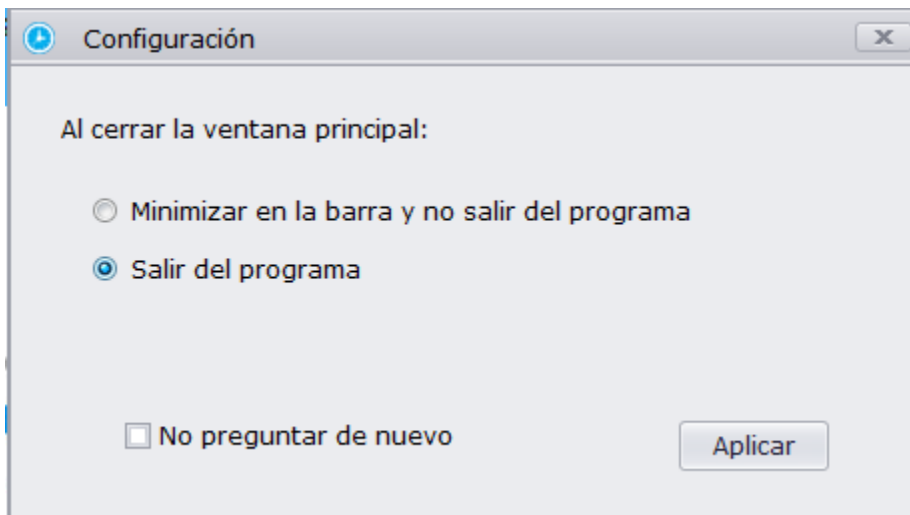 Configuración
Al cerrar la ventana principal:
Minimizar en la barra y no salir del programa
Salir del programa
No preguntar de nuevo
Aplicar